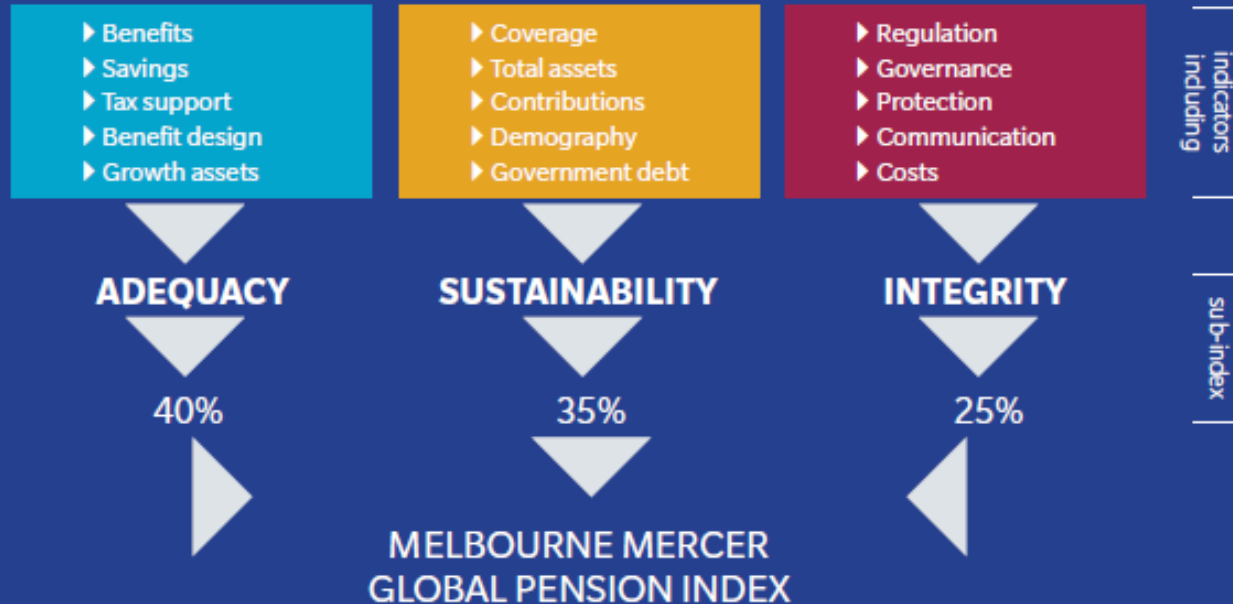 Benefits
Savings
Tax support
Benefit design
Growth assets
Coverage
Total assets
Contributions
Demography
Government debt
Regulation
Governance
Protection
Communication
Costs
indicators
including
ADEQUACY
SUSTAINABILITY
INTEGRITY
sub-index
40%
35%
25%
MELBOURNE MERCER
GLOBAL PENSION INDEX